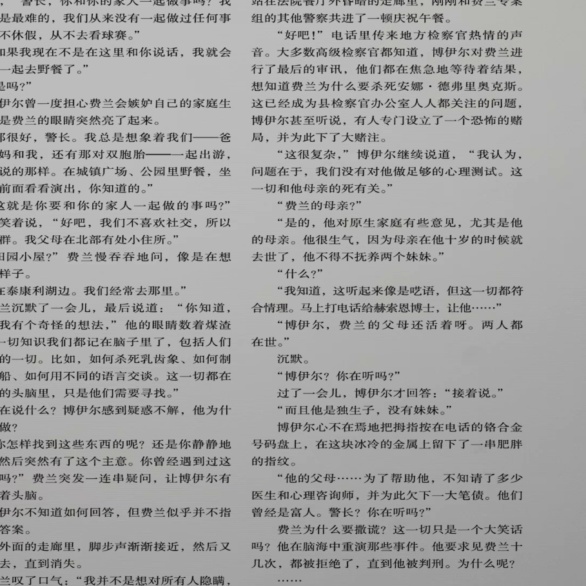 警长,你和你的家人一起做事吗?我
是最难的,我们从来没有一起做过任何事
不休假,从不去看球赛。”
如果我现在不是在这里和你说话,我就会
一起去野餐了。”
是吗?”
伊尔曾一度担心费兰会嫉妒自己的家庭生
是费兰的眼睛突然亮了起来。
那很好,警长。我总是想象着我们——爸
妈和我,还有那对双胞胎——一起出游,
说的那样。在城镇广场、公园里野餐,坐
前面看看演出,你知道的。”
这就是你要和你的家人一起做的事吗?”
笑着说,“好吧,我们不喜欢社交,所以
群。我父母在北部有处小住所。”
田园小屋?”费兰慢吞吞地问,像是在想
样子。
在泰康利湖边。我们经常去那里。”
兰沉默了一会儿,最后说道:“你知道,
我有个奇怪的想法,”他的眼睛数着煤渣
一切知识我们都记在脑子里了,包括人们
的一切。比如,如何杀死乳齿象、如何制
船、如何用不同的语言交谈。这一切都在
的头脑里,只是他们需要寻找。”
在说什么?博伊尔感到疑惑不解,他为什
做?
你怎样找到这些东西的呢?还是你静静地
然后突然有了这个主意。你曾经遇到过这
吗?”费兰突发一连串疑问,让博伊尔有
着头脑。
伊尔不知道如何回答,但费兰似乎并不指
答案。
外面的走廊里,脚步声渐渐接近,然后又
去,直到消失。
兰叹了口气:“我并不是想对所有人隐瞒,
站在法院餐厅外昏暗的走廊里,刚刚和费兰专案
组的其他警察共进了一顿庆祝午餐。
“好吧!”电话里传来地方检察官热情的声
音。大多数高级检察官都知道,博伊尔对费兰进
行了最后的审讯,他们都在焦急地等待着结果,
想知道费兰为什么要杀死安娜·德弗里奥克斯。
这已经成为县检察官办公室人人都关注的问题,
博伊尔甚至听说,有人专门设立了一个恐怖的赌
局,并为此下了大赌注。
“这很复杂,”博伊尔继续说道,“我认为,
问题在于,我们没有对他做足够的心理测试。这
一切和他母亲的死有关。”
“费兰的母亲?”
“是的,他对原生家庭有些意见,尤其是他
的母亲。他很生气,因为母亲在他十岁的时候就
去世了,他不得不抚养两个妹妹。”
“什么?”
“我知道,这听起来像是呓语,但这一切都符
合情理。马上打电话给赫索恩博士,让他……”
“博伊尔,费兰的父母还活着呀。两人都
在世。”
沉默。
“博伊尔?你在听吗?”
过了一会儿,博伊尔才回答:“接着说。”
“而且他是独生子,没有妹妹。”
博伊尔心不在焉地把拇指按在电话的铬合金
号码盘上,在这块冰冷的金属上留下了一串肥胖
的指纹。
“他的父母……为了帮助他,不知请了多少
医生和心理咨询师,并为此欠下一大笔债。他们
曾经是富人。警长?你在听吗?”
费兰为什么要撒谎?这一切只是一个大笑话
吗?他在脑海中重演那些事件。他要求见费兰十
几次,都被拒绝了,直到他被判刑。为什么呢?
……